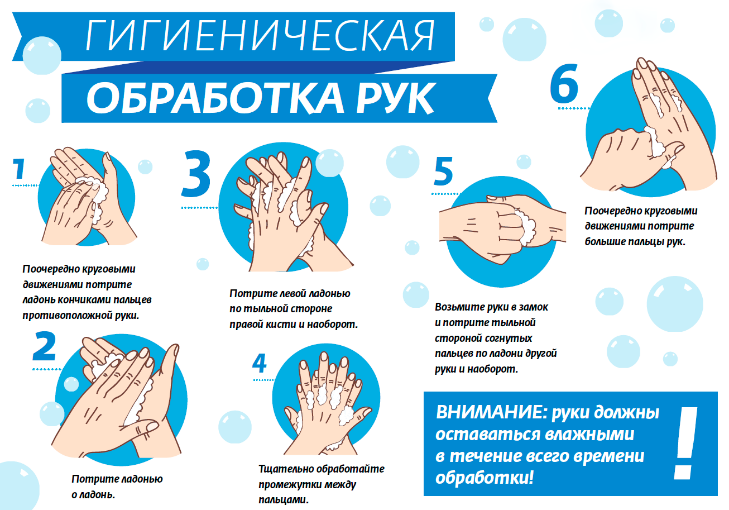 ГИГИЕНИЧЕСКАЯ
ОБРАБОТКА РУК
1
Поочередно круговыми
движениями потрите
ладонь кончиками пальцев
противоположной руки.
2
Потрите ладонью
о ладонь.
3
Потрите левой ладонью
по тыльной стороне
правой кисти и наоборот.
4
Тщательно обработайте
промежутки между
пальцами.
5
Возьмите руки в замок
и потрите тыльной
стороной согнутых
пальцев по ладони другой
руки и наоборот.
6
Поочередно круговыми
движениями потрите
большие пальцы рук.
ВНИМАНИЕ: руки должны
оставаться влажными
в течение всего времени
обработки!
!